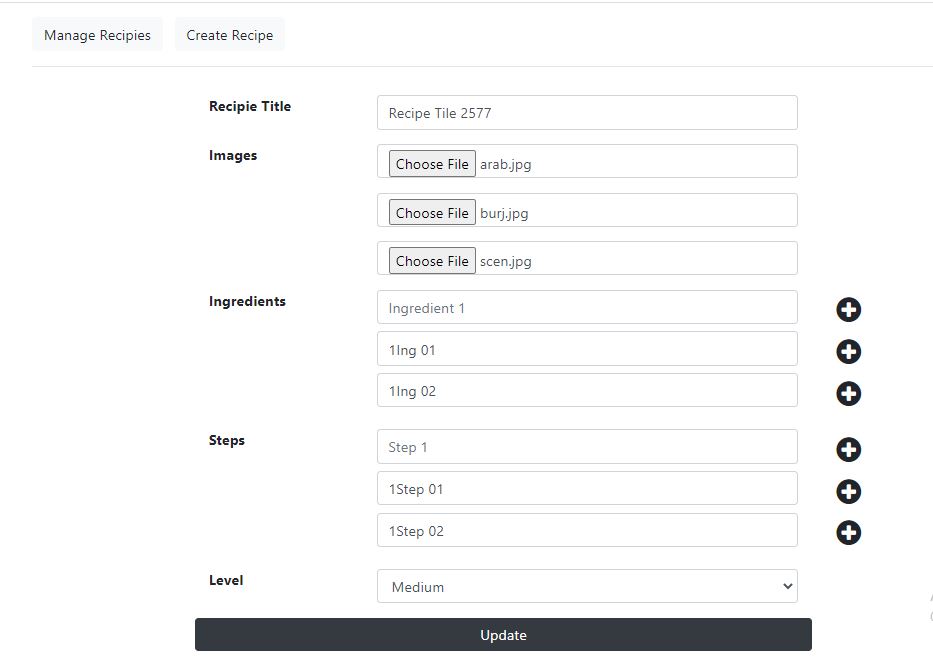 Manage Recipies Create Recipe
Recipie Title Recipe Tile 2577
Images Choose File arab.jpg
Choose File burj.jpg
Choose File scen.jpg
Ingredients Ingredient 1
1Ing 01
1Ing 02
Steps Step 1
1Step 01
1Step 02
Level Medium
Update